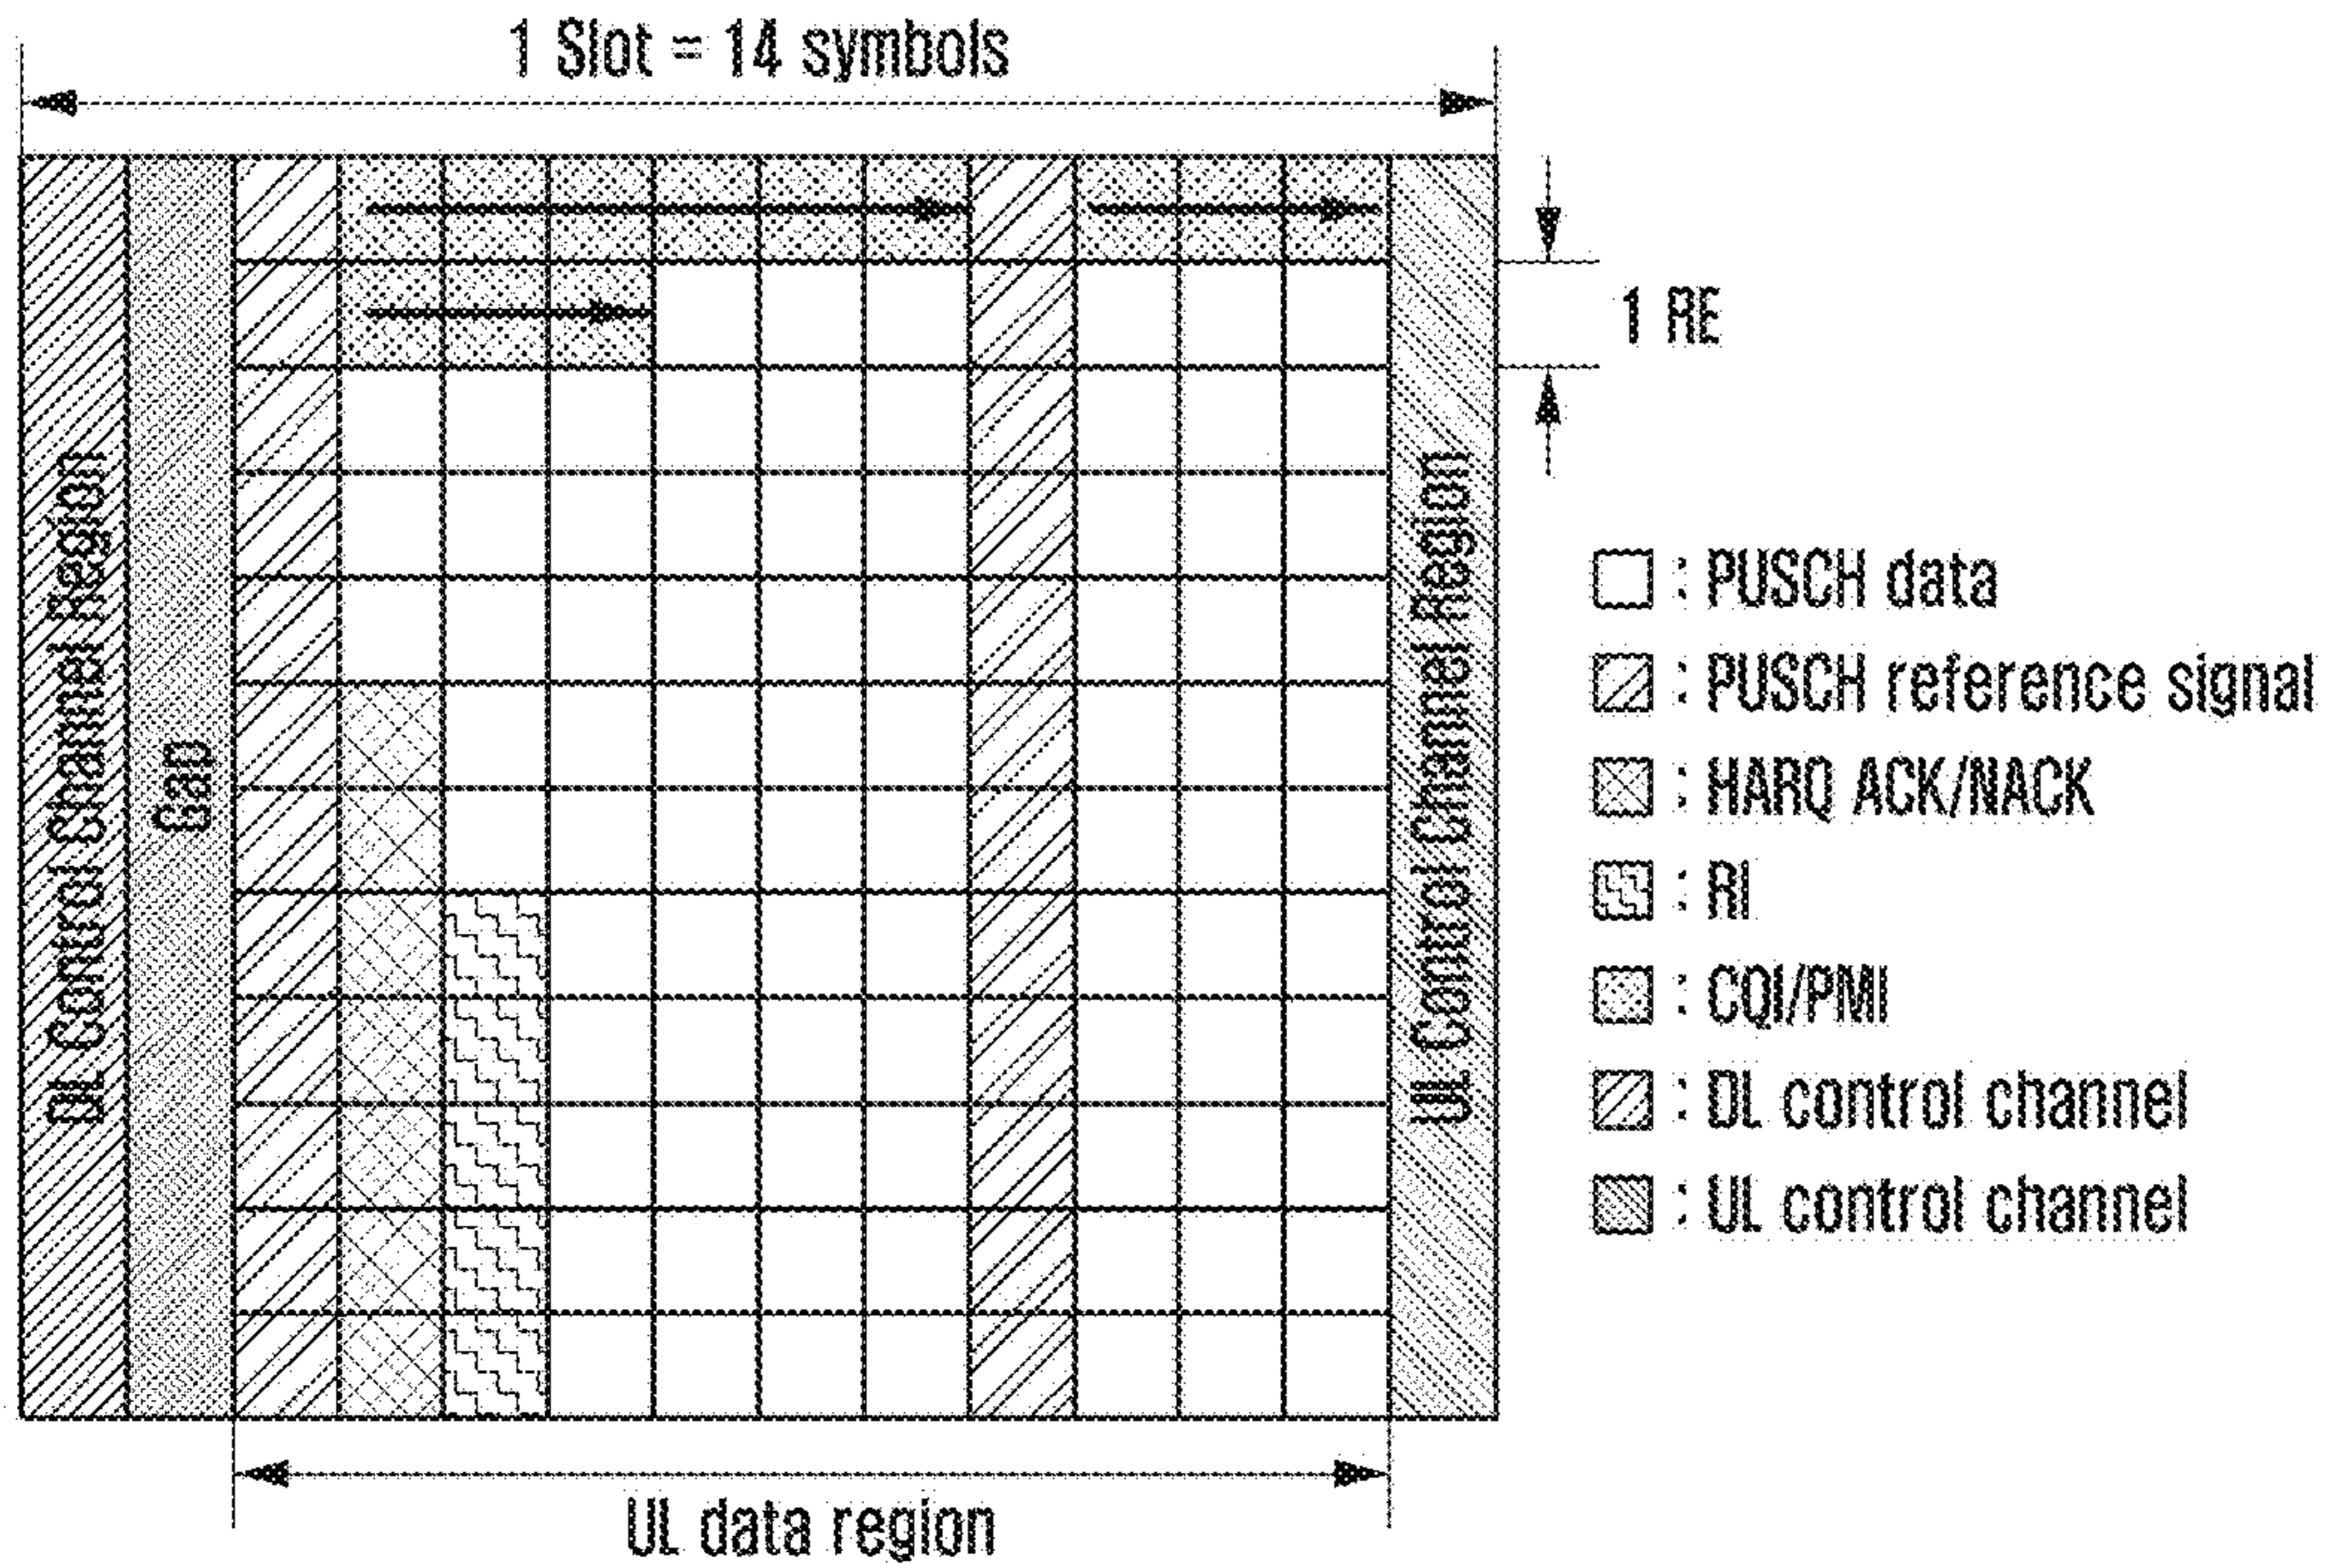 1 Slot = 14 symbols
DL Control Channel Region
Gap
UL Control Channel Region
1 RE
: PUSCH data
: PUSCH reference signal
: HARQ ACK/NACK
: RI
: CQI/PMI
: DL control channel
: UL control channel
UL data region